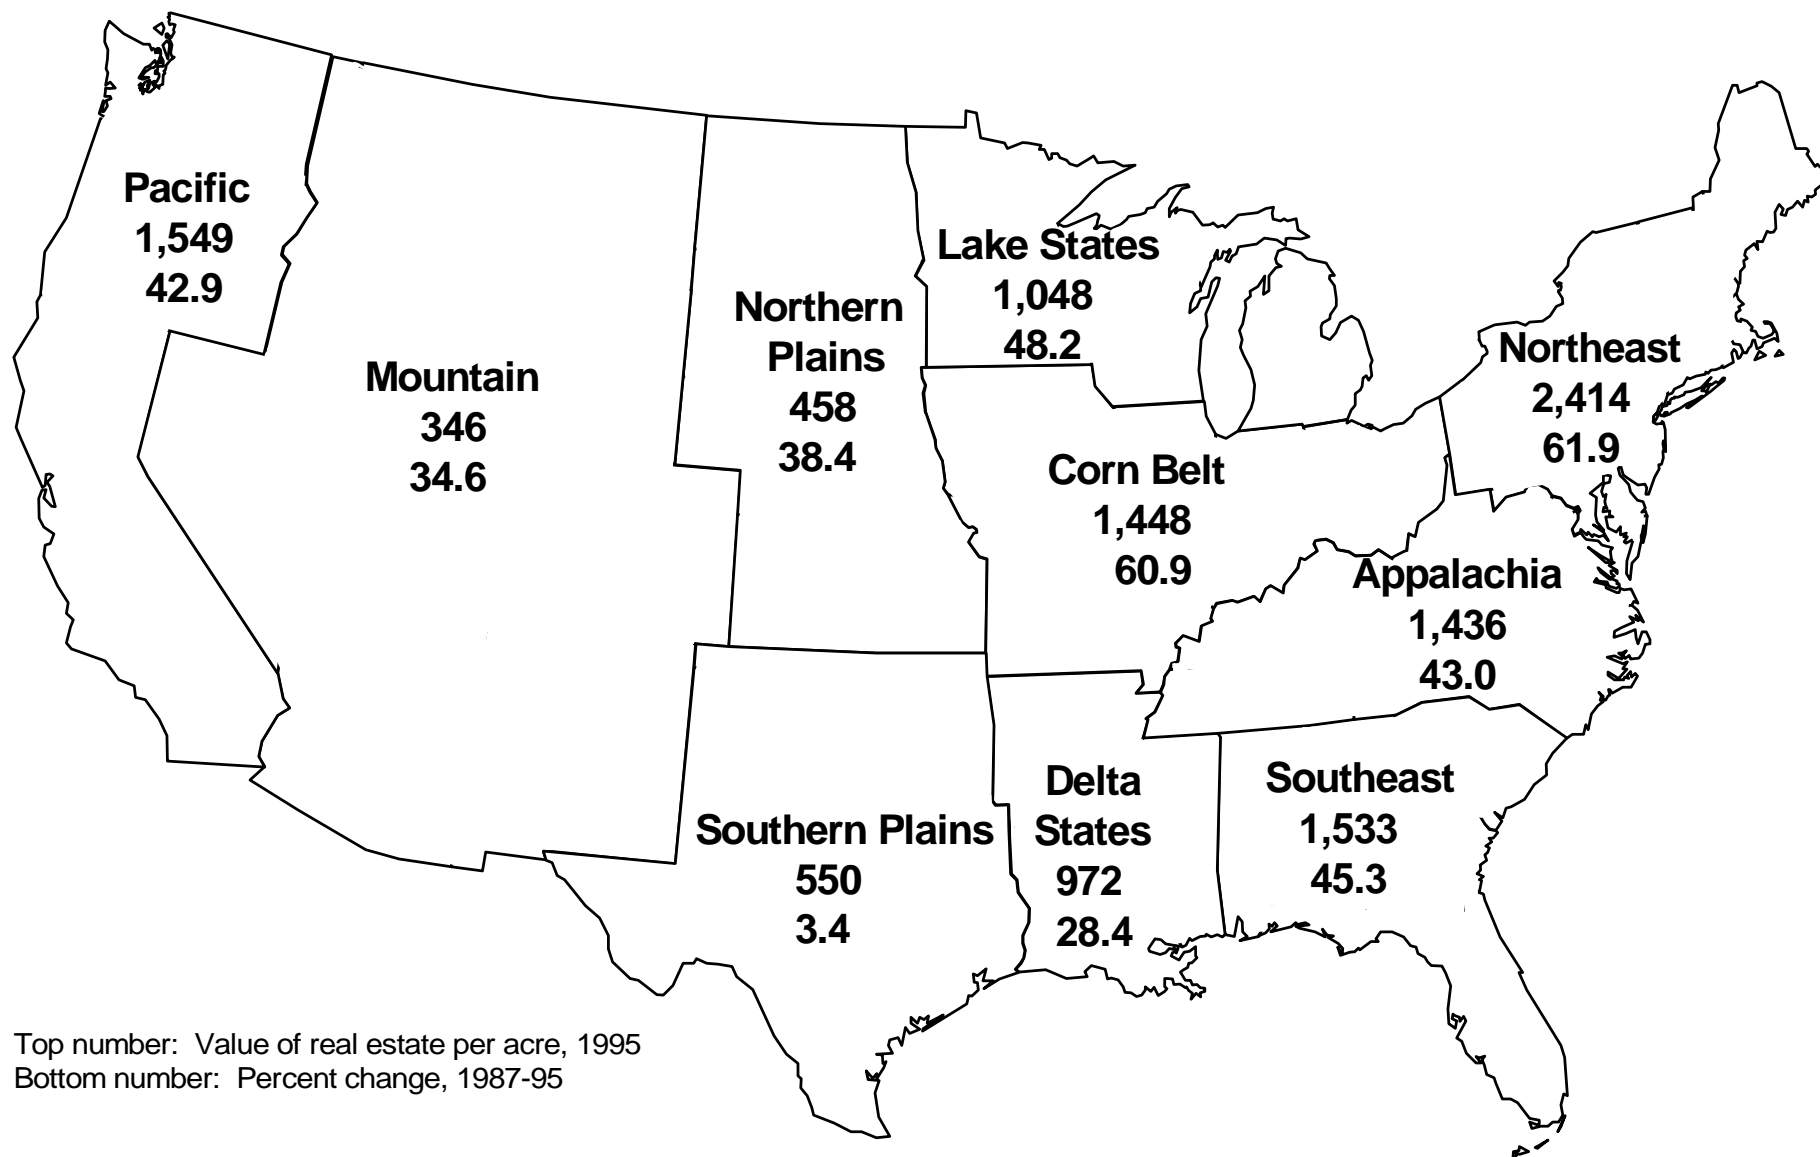 Pacific
1,549
42.9
Mountain
346
34.6
Northern
Plains
458
38.4
Lake States
1,048
48.2
Corn Belt
1,448
60.9
Northeast
2,414
61.9
Appalachia
1,436
43.0
Southern Plains
550
3.4
Delta
States
972
28.4
Southeast
1,533
45.3
Top number: Value of real estate per acre, 1995
Bottom number: Percent change, 1987-95